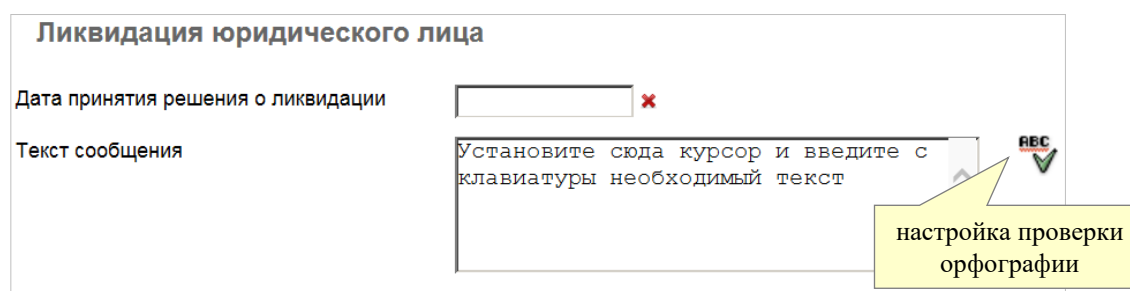 Ликвидация юридического лица
Дата принятия решения о ликвидации
Текст сообщения
Установите сюда курсор и введите с
клавиатуры необходимый текст
ABC
настройка проверки
орфографии